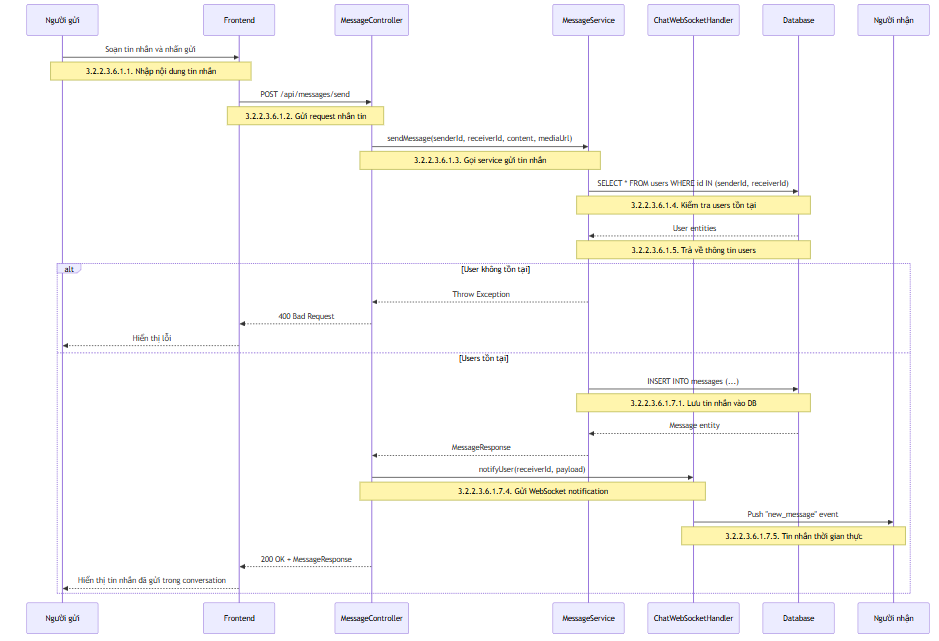 Người gửi
Frontend
MessageController
MessageService
ChatWebSocketHandler
Database
Người nhận
Soạn tin nhắn và nhấn gửi
3.2.2.3.6.1.1. Nhập nội dung tin nhắn
POST /api/messages/send
3.2.2.3.6.1.2. Gửi request nhắn tin
sendMessage(senderId, receiverId, content, mediaUrl)
3.2.2.3.6.1.3. Gọi service gửi tin nhắn
SELECT * FROM users WHERE id IN (senderId, receiverId)
3.2.2.3.6.1.4. Kiểm tra users tồn tại
User entities
3.2.2.3.6.1.5. Trả về thông tin users
alt
[User không tồn tại]
Throw Exception
400 Bad Request
Hiển thị lỗi
[Users tồn tại]
INSERT INTO messages (...)
3.2.2.3.6.1.7.1. Lưu tin nhắn vào DB
Message entity
MessageResponse
notifyUser(receiverId, payload)
3.2.2.3.6.1.7.4. Gửi WebSocket notification
Push "new_message" event
3.2.2.3.6.1.7.5. Tin nhắn thời gian thực
200 OK + MessageResponse
Hiển thị tin nhắn đã gửi trong conversation
Người gửi
Frontend
MessageController
MessageService
ChatWebSocketHandler
Database
Người nhận